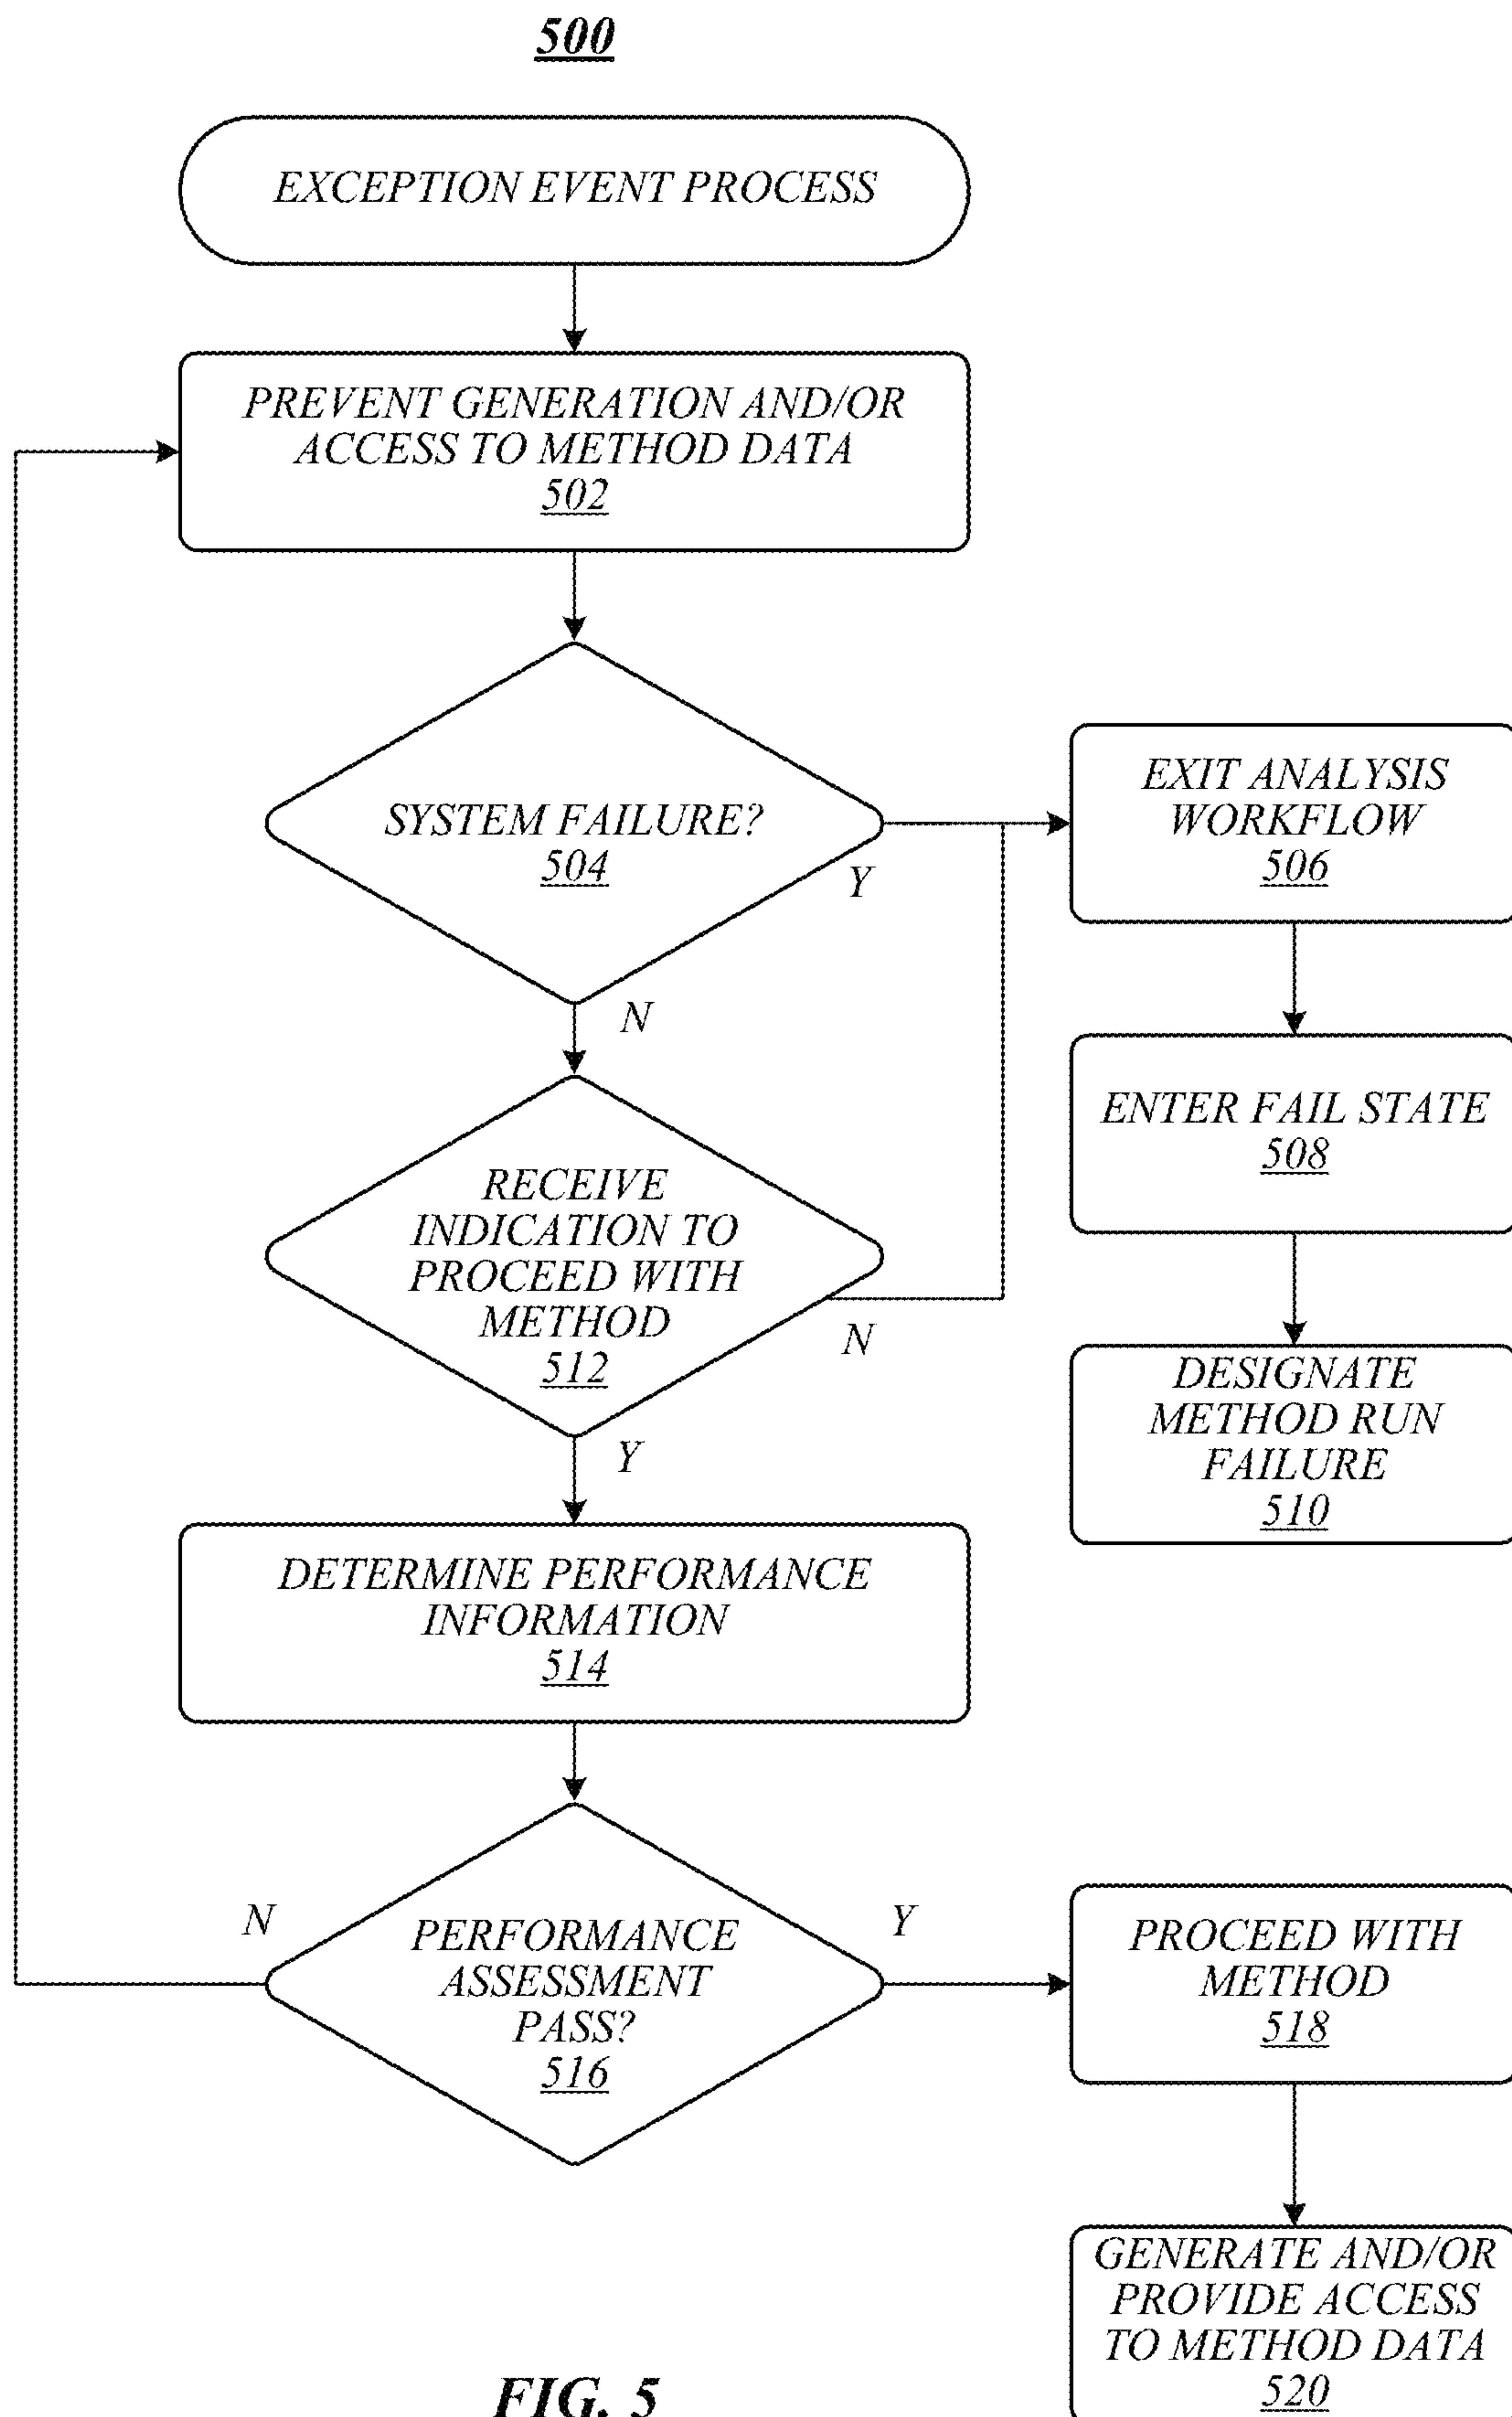 500
EXCEPTION EVENT PROCESS
PREVENT GENERATION AND/OR
ACCESS TO METHOD DATA
502
SYSTEM FAILURE?
504
Y
N
EXIT ANALYSIS
WORKFLOW
506
ENTER FAIL STATE
508
DESIGNATE
METHOD RUN
FAILURE
510
RECEIVE
INDICATION TO
PROCEED WITH
METHOD
512
N
Y
DETERMINE PERFORMANCE
INFORMATION
514
N
PERFORMANCE
ASSESSMENT
PASS?
516
Y
PROCEED WITH
METHOD
518
GENERATE AND/OR
PROVIDE ACCESS
TO METHOD DATA
520
FIG. 5